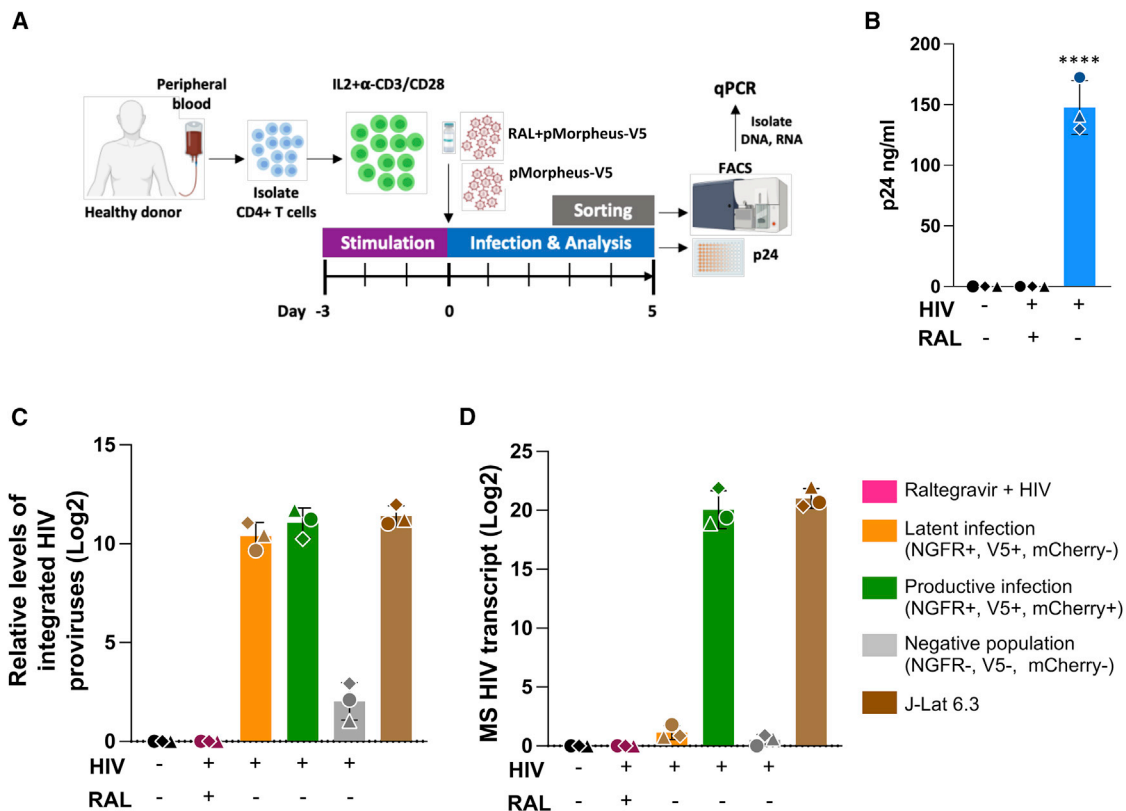 A
Peripheral
blood
IL2+α-CD3/CD28
RAL+pMorpheus-V5
pMorpheus-V5
qPCR
Isolate
DNA, RNA
FACS
Healthy donor
Isolate
CD4+ T cells
Sorting
Stimulation
Infection & Analysis
p24
Day -3 0 5
B
p24 ng/ml
200
150
100
50
0
****
HIV - + +
RAL - + -
C
Relative levels of
integrated HIV
proviruses (Log2)
15
10
5
0
HIV - + + + +
RAL - + - - -
D
MS HIV transcript (Log2)
25
20
15
10
5
0
HIV - + + + +
RAL - + - - -
Raltegravir + HIV
Latent infection
(NGFR+, V5+, mCherry-)
Productive infection
(NGFR+, V5+, mCherry+)
Negative population
(NGFR-, V5-, mCherry-)
J-Lat 6.3